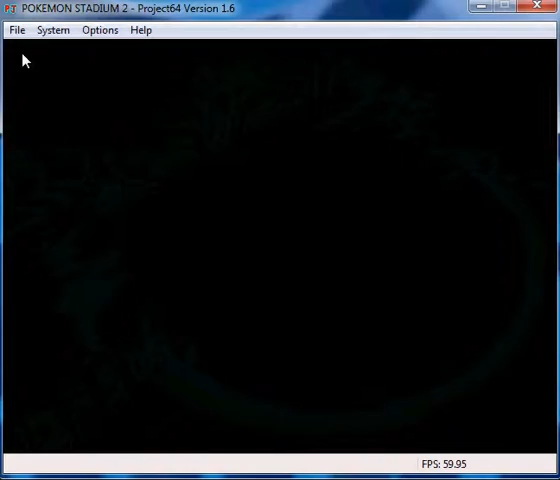 POKEMON STADIUM 2 - Project64 Version 1.6
File System Options Help
FPS: 59.95